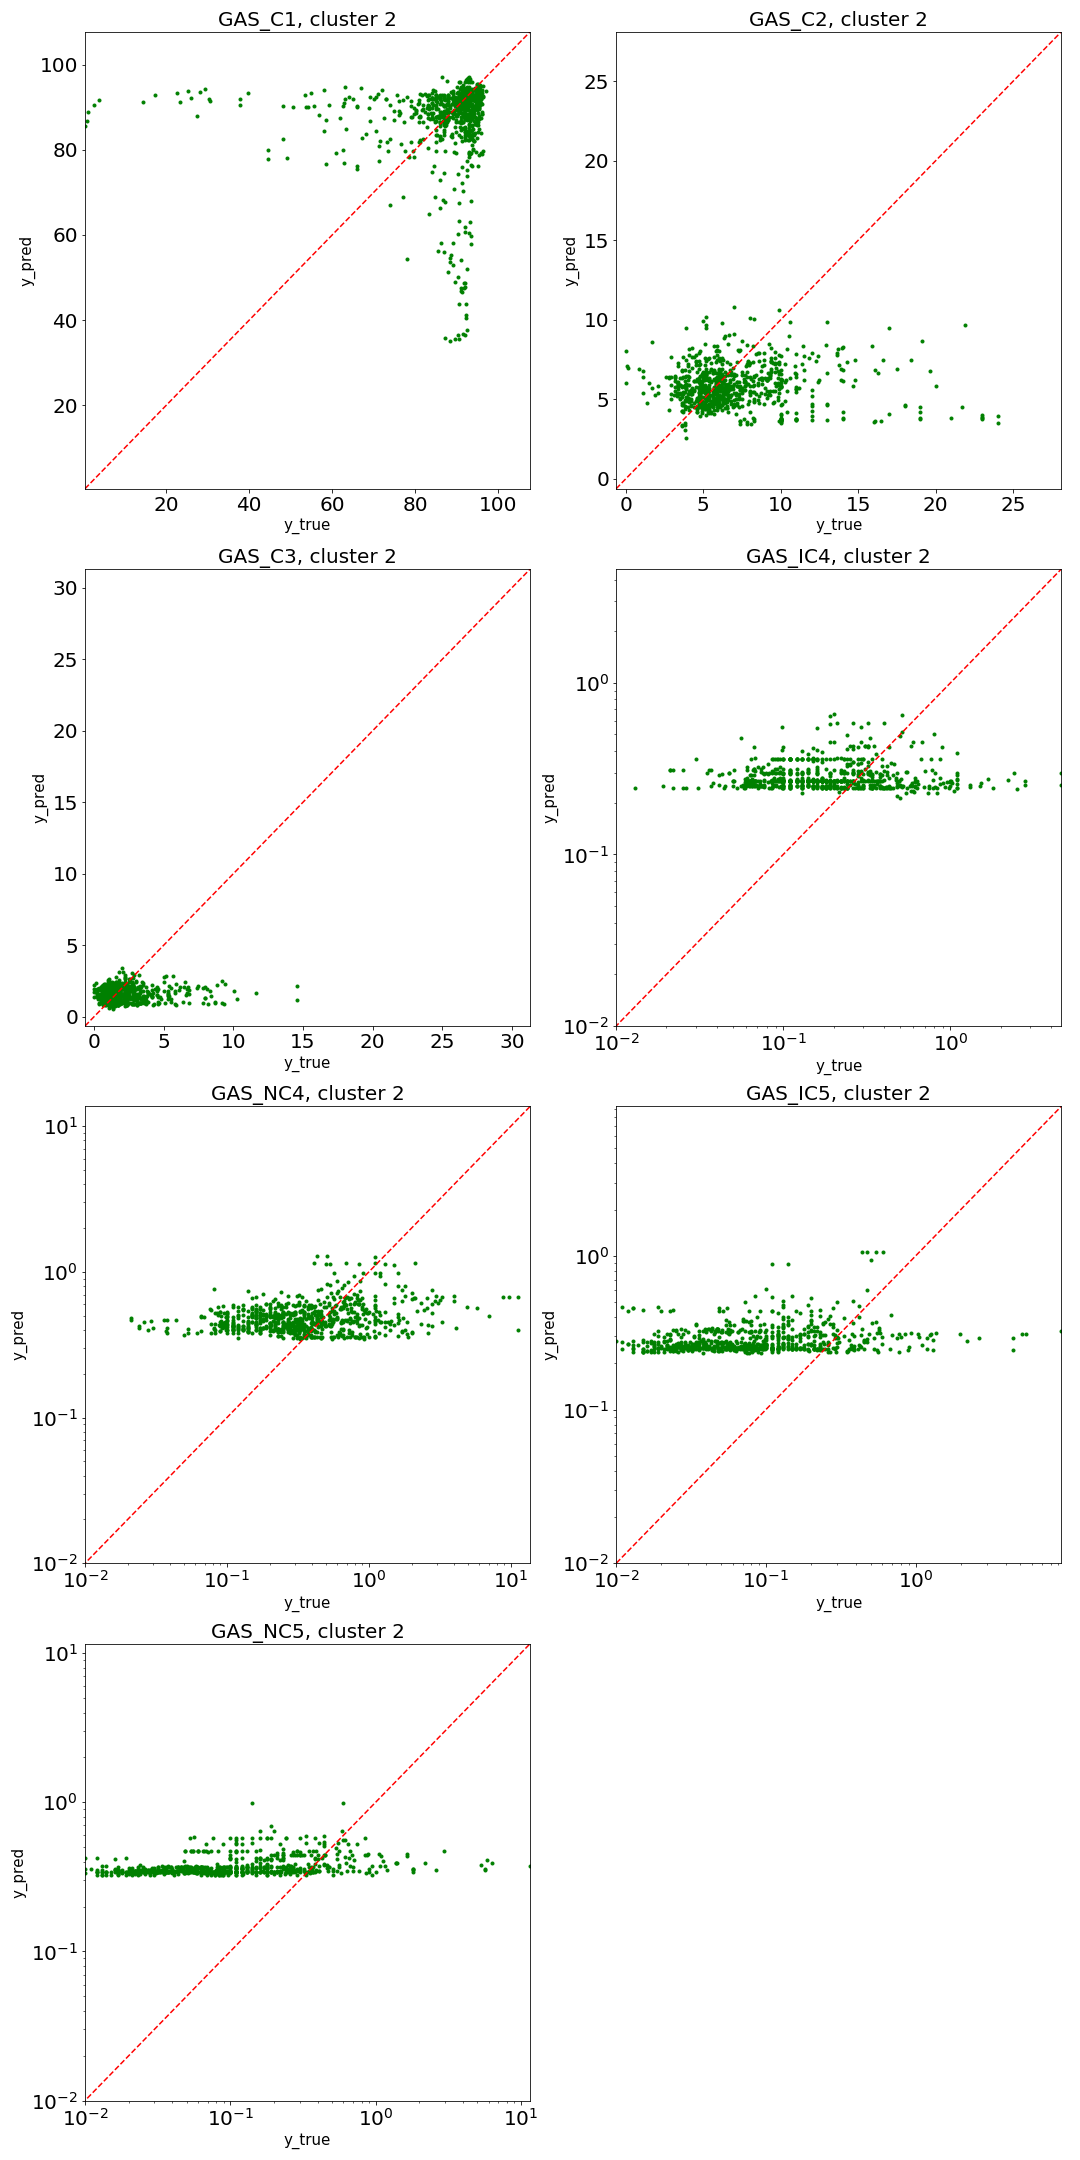 GAS_C1, cluster 2
100
80
60
40
20
y_pred
20 40 60 80 100
y_true
GAS_C2, cluster 2
25
20
15
10
5
0
y_pred
0 5 10 15 20 25
y_true
GAS_C3, cluster 2
30
25
20
15
10
5
0
y_pred
0 5 10 15 20 25 30
y_true
GAS_IC4, cluster 2
10⁰
10⁻¹
10⁻²
y_pred
10⁻² 10⁻¹ 10⁰
y_true
GAS_NC4, cluster 2
10¹
10⁰
10⁻¹
10⁻²
y_pred
10⁻² 10⁻¹ 10⁰ 10¹
y_true
GAS_IC5, cluster 2
10⁰
10⁻¹
10⁻²
y_pred
10⁻² 10⁻¹ 10⁰
y_true
GAS_NC5, cluster 2
10¹
10⁰
10⁻¹
10⁻²
y_pred
10⁻² 10⁻¹ 10⁰ 10¹
y_true